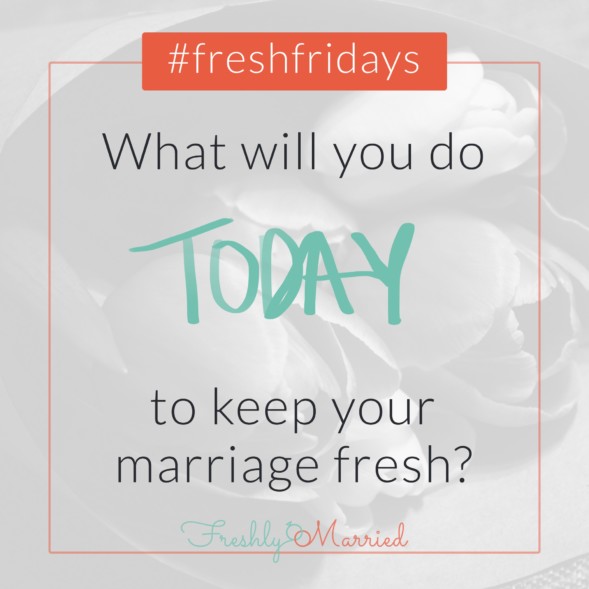 #freshfridays
What will you do
TODAY
to keep your
marriage fresh?
Freshly Married